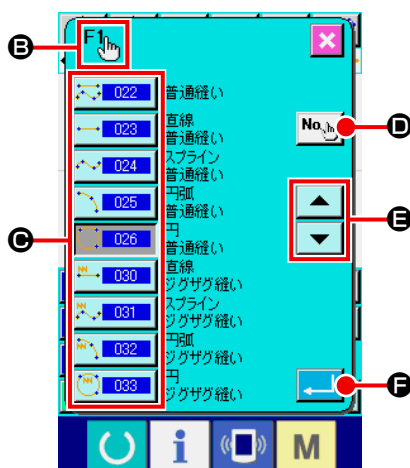 B
F1
022 普通縫い
直線
023 普通縫い
No.
D
スプライン
024 普通縫い
円弧
025 普通縫い
E
C
円
026 普通縫い
直線
030 ジグザグ縫い
スプライン
031 ジグザグ縫い
円弧
032 ジグザグ縫い
円
033 ジグザグ縫い
F
i
M